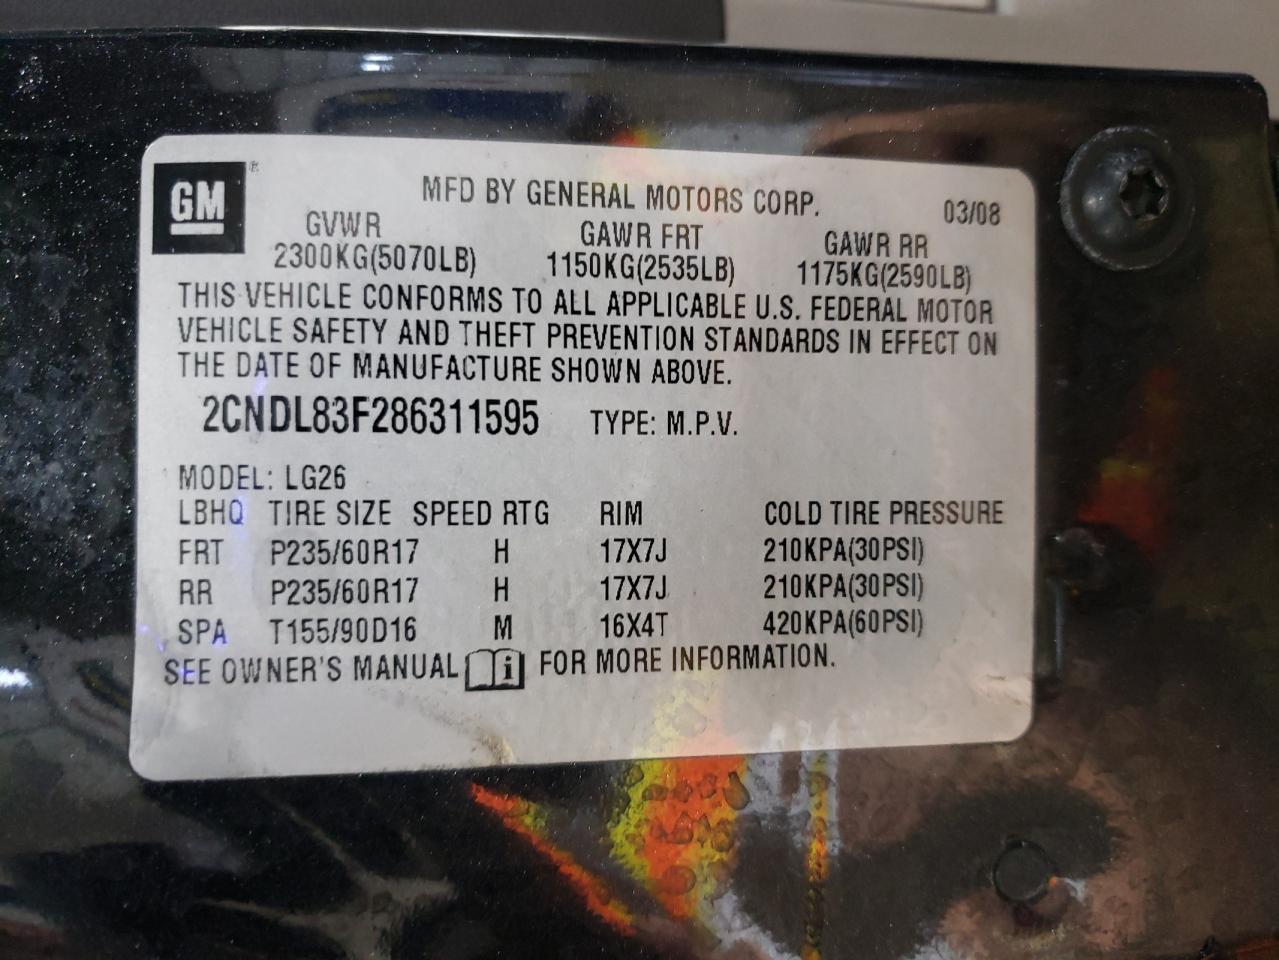 GM ®
MFD BY GENERAL MOTORS CORP. 03/08
GVWR GAWR FRT GAWR RR
2300KG(5070LB) 1150KG(2535LB) 1175KG(2590LB)
THIS VEHICLE CONFORMS TO ALL APPLICABLE U.S. FEDERAL MOTOR
VEHICLE SAFETY AND THEFT PREVENTION STANDARDS IN EFFECT ON
THE DATE OF MANUFACTURE SHOWN ABOVE.
2CNDL83F286311595 TYPE: M.P.V.
MODEL: LG26
LBHQ TIRE SIZE SPEED RTG RIM COLD TIRE PRESSURE
FRT P235/60R17 H 17X7J 210KPA(30PSI)
RR P235/60R17 H 17X7J 210KPA(30PSI)
SPA T155/90D16 M 16X4T 420KPA(60PSI)
SEE OWNER'S MANUAL i FOR MORE INFORMATION.